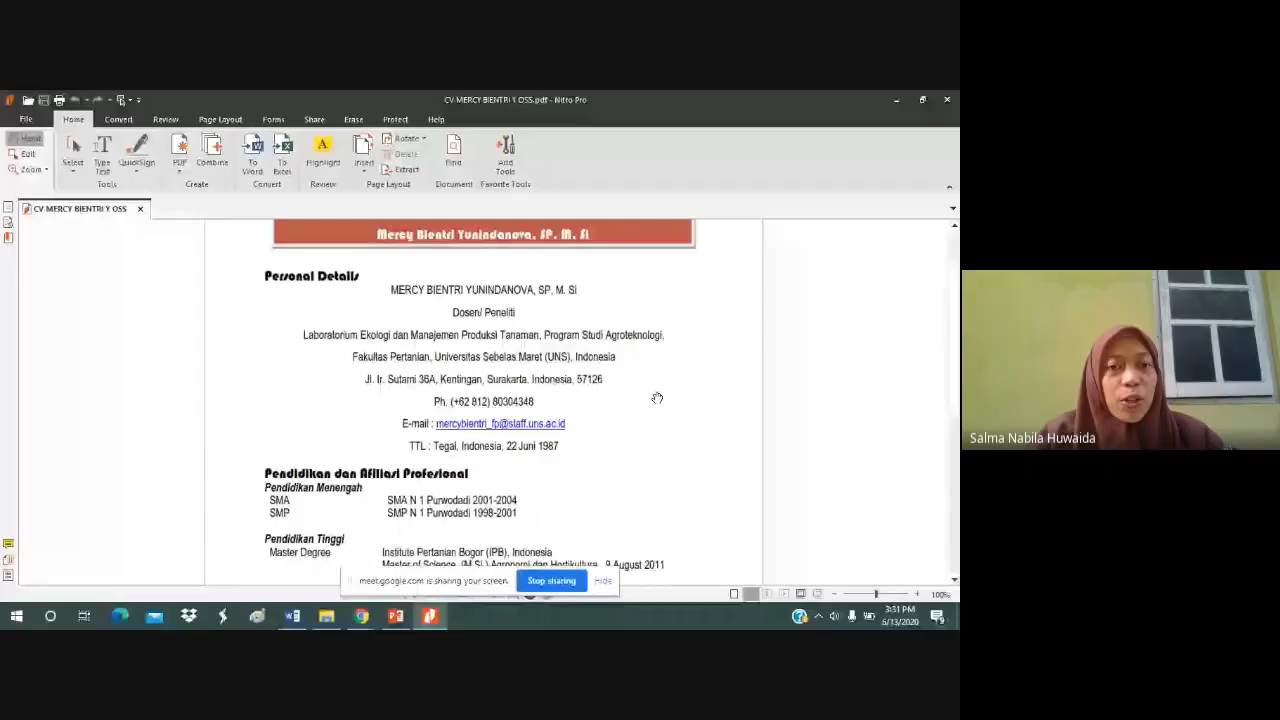 CV MERCY BIENTRI Y OSS.pdf - Nitro Pro
File Home Convert Review Page Layout Forms Share Erase Protect Help
Hand
Edit
Zoom
Select
Type Text
QuickSign
Tools
PDF
Combine
Create
To Word
To Excel
Convert
Highlight
Review
Insert
Rotate
Delete
Extract
Page Layout
Find
Document
Add Tools
Favorite Tools
CV MERCY BIENTRI Y OSS
Mercy Bientri Yunindanova, SP. M. Si
Personal Details
MERCY BIENTRI YUNINDANOVA, SP, M. Si
Dosen/ Peneliti
Laboratorium Ekologi dan Manajemen Produksi Tanaman, Program Studi Agroteknologi,
Fakultas Pertanian, Universitas Sebelas Maret (UNS), Indonesia
Jl. Ir. Sutami 36A, Kentingan, Surakarta, Indonesia, 57126
Ph. (+62 812) 80304348
E-mail : mercybientri_fp@staff.uns.ac.id
TTL : Tegal, Indonesia, 22 Juni 1987
Pendidikan dan Afiliasi Profesional
Pendidikan Menengah
SMA SMA N 1 Purwodadi 2001-2004
SMP SMP N 1 Purwodadi 1998-2001
Pendidikan Tinggi
Master Degree Institute Pertanian Bogor (IPB), Indonesia
Master of Science, (M.Si.) Agronomi dan Hortikultura, 9 August 2011
meet.google.com is sharing your screen. Stop sharing Hide
100%
3:31 PM
5/13/2020
Salma Nabila Huwaida